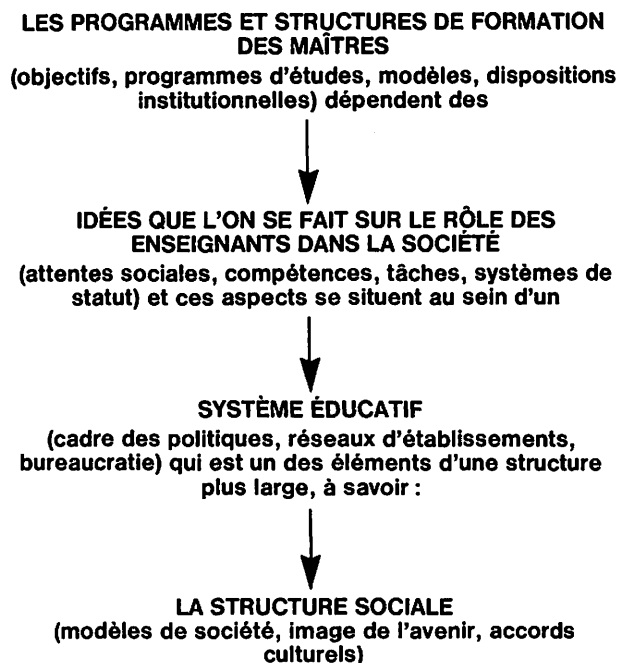 LES PROGRAMMES ET STRUCTURES DE FORMATION
DES MAÎTRES
(objectifs, programmes d'études, modèles, dispositions
institutionnelles) dépendent des
IDÉES QUE L'ON SE FAIT SUR LE RÔLE DES
ENSEIGNANTS DANS LA SOCIÉTÉ
(attentes sociales, compétences, tâches, systèmes de
statut) et ces aspects se situent au sein d'un
SYSTÈME ÉDUCATIF
(cadre des politiques, réseaux d'établissements,
bureaucratie) qui est un des éléments d'une structure
plus large, à savoir :
LA STRUCTURE SOCIALE
(modèles de société, image de l'avenir, accords
culturels)